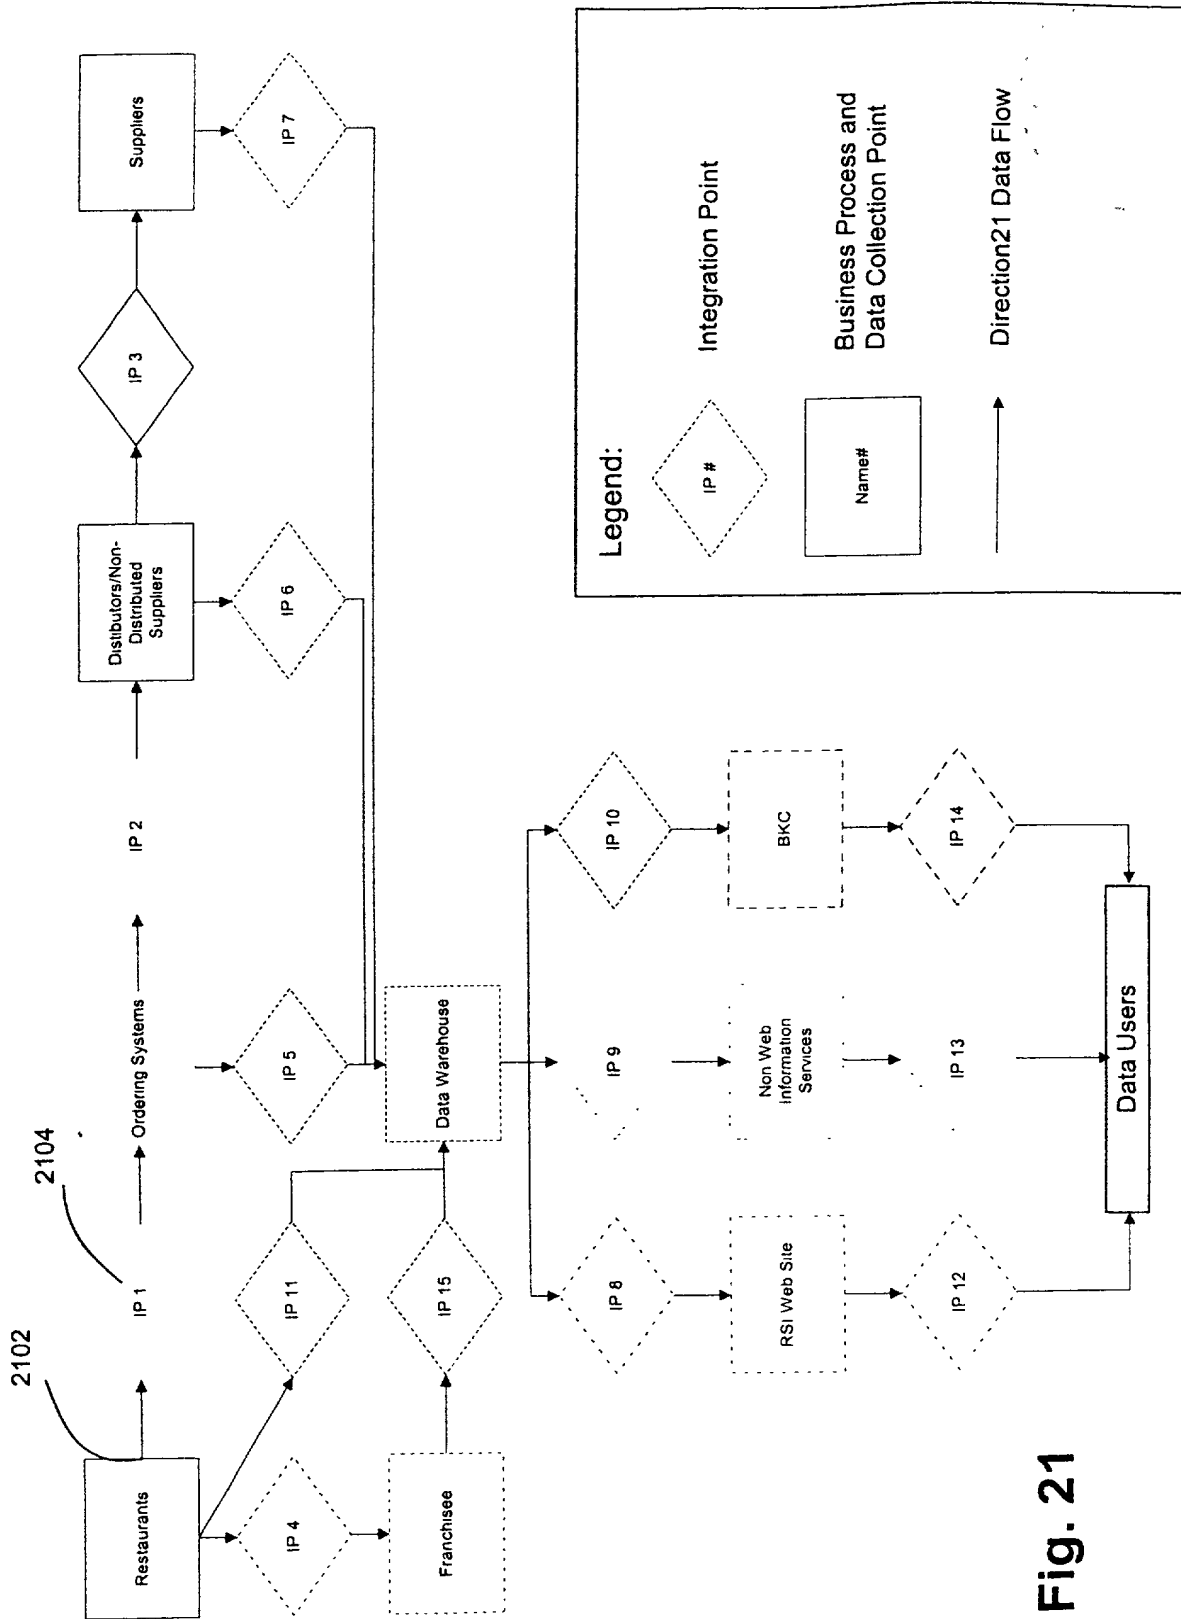 2102
2104
Restaurants
IP 1
Ordering Systems
IP 2
Distibutors/Non-
Distributed
Suppliers
IP 3
Suppliers
IP 4
IP 11
IP 5
IP 6
IP 7
Franchisee
IP 15
Data Warehouse
IP 8
IP 9
IP 10
RSI Web Site
Non Web
Information
Services
BKC
IP 12
IP 13
IP 14
Data Users
Legend:
IP #
Integration Point
Name#
Business Process and
Data Collection Point
Direction21 Data Flow
Fig. 21